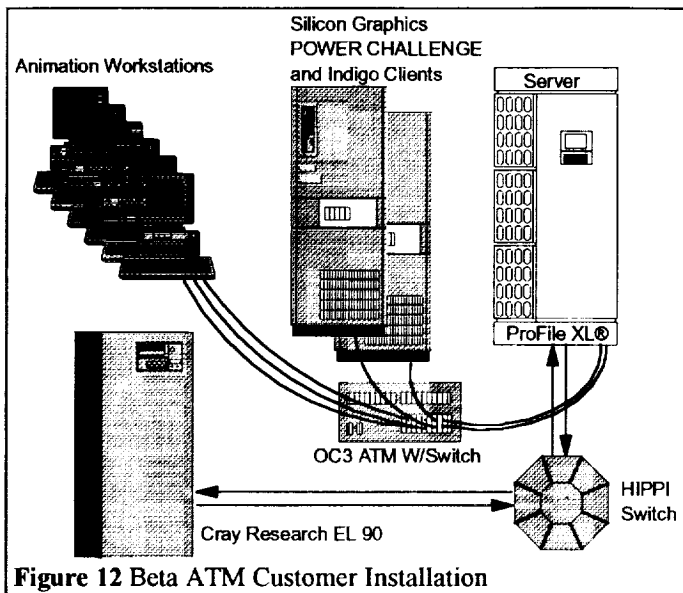 Silicon Graphics
POWER CHALLENGE
and Indigo Clients
Animation Workstations
Server
ProFile XL®
OC3 ATM W/Switch
HIPPI
Switch
Cray Research EL 90
Figure 12 Beta ATM Customer Installation